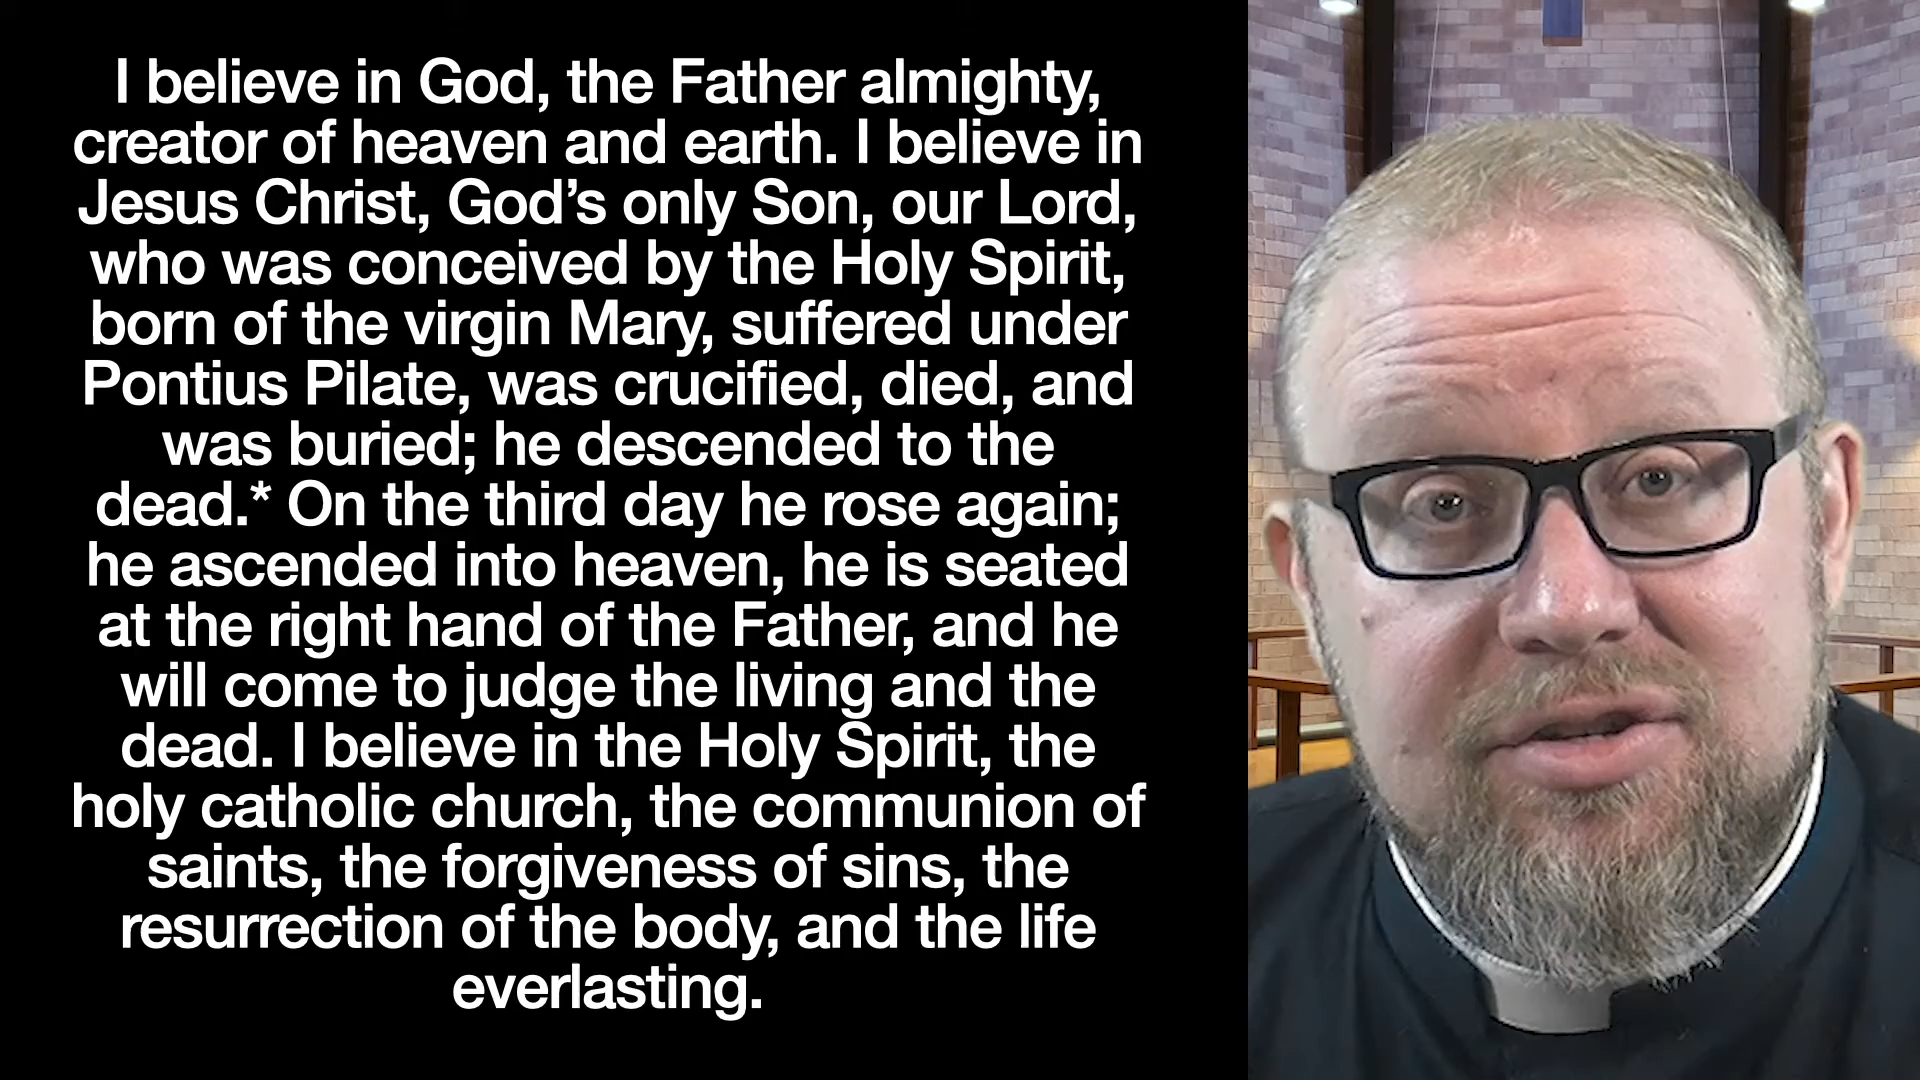 I believe in God, the Father almighty,
creator of heaven and earth. I believe in
Jesus Christ, God’s only Son, our Lord,
who was conceived by the Holy Spirit,
born of the virgin Mary, suffered under
Pontius Pilate, was crucified, died, and
was buried; he descended to the
dead.* On the third day he rose again;
he ascended into heaven, he is seated
at the right hand of the Father, and he
will come to judge the living and the
dead. I believe in the Holy Spirit, the
holy catholic church, the communion of
saints, the forgiveness of sins, the
resurrection of the body, and the life
everlasting.